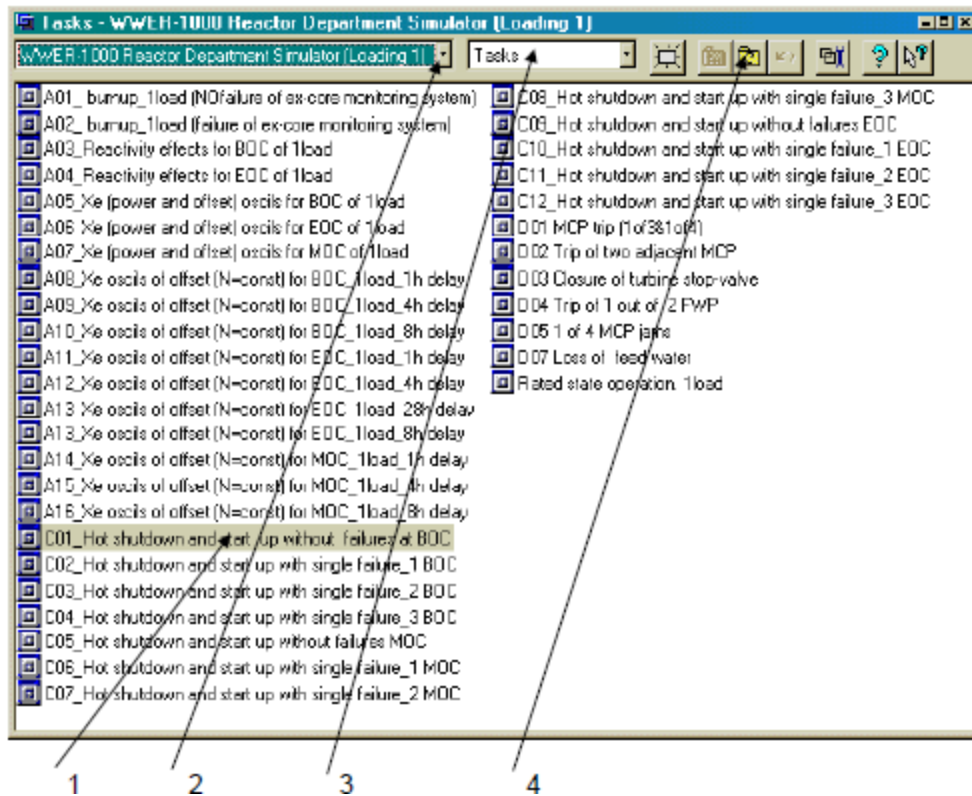 Tasks - WWER-1000 Reactor Department Simulator (Loading 1)
WWER-1000 Reactor Department Simulator (Loading 1)
Tasks
A01_ burnup_1load (NOfailure of ex-core monitoring system)
A02_ burnup_1load (failure of ex-core monitoring system)
A03_Reactivity effects for BOC of 1load
A04_Reactivity effects for EOC of 1load
A05_Xe (power and offset) oscils for BOC of 1load
A06_Xe (power and offset) oscils for EOC of 1load
A07_Xe (power and offset) oscils for MOC of 1load
A08_Xe oscils of offset (N=const) for BOC_1load_1h delay
A09_Xe oscils of offset (N=const) for BOC_1load_4h delay
A10_Xe oscils of offset (N=const) for BOC_1load_8h delay
A11_Xe oscils of offset (N=const) for EOC_1load_1h delay
A12_Xe oscils of offset (N=const) for EOC_1load_4h delay
A13_Xe oscils of offset (N=const) for EOC_1load_28h delay
A13_Xe oscils of offset (N=const) for EOC_1load_8h delay
A14_Xe oscils of offset (N=const) for MOC_1load_1h delay
A15_Xe oscils of offset (N=const) for MOC_1load_4h delay
A16_Xe oscils of offset (N=const) for MOC_1load_8h delay
C01_Hot shutdown and start up without failures at BOC
C02_Hot shutdown and start up with single failure_1 BOC
C03_Hot shutdown and start up with single failure_2 BOC
C04_Hot shutdown and start up with single failure_3 BOC
C05_Hot shutdown and start up without failures MOC
C06_Hot shutdown and start up with single failure_1 MOC
C07_Hot shutdown and start up with single failure_2 MOC
C08_Hot shutdown and start up with single failure_3 MOC
C09_Hot shutdown and start up without failures EOC
C10_Hot shutdown and start up with single failure_1 EOC
C11_Hot shutdown and start up with single failure_2 EOC
C12_Hot shutdown and start up with single failure_3 EOC
D01 MCP trip (1of3&1of4)
D02 Trip of two adjacent MCP
D03 Closure of turbine stop-valve
D04 Trip of 1 out of 2 FWP
D05 1 of 4 MCP jams
D07 Loss of feed water
Rated state operation. 1load
1 2 3 4